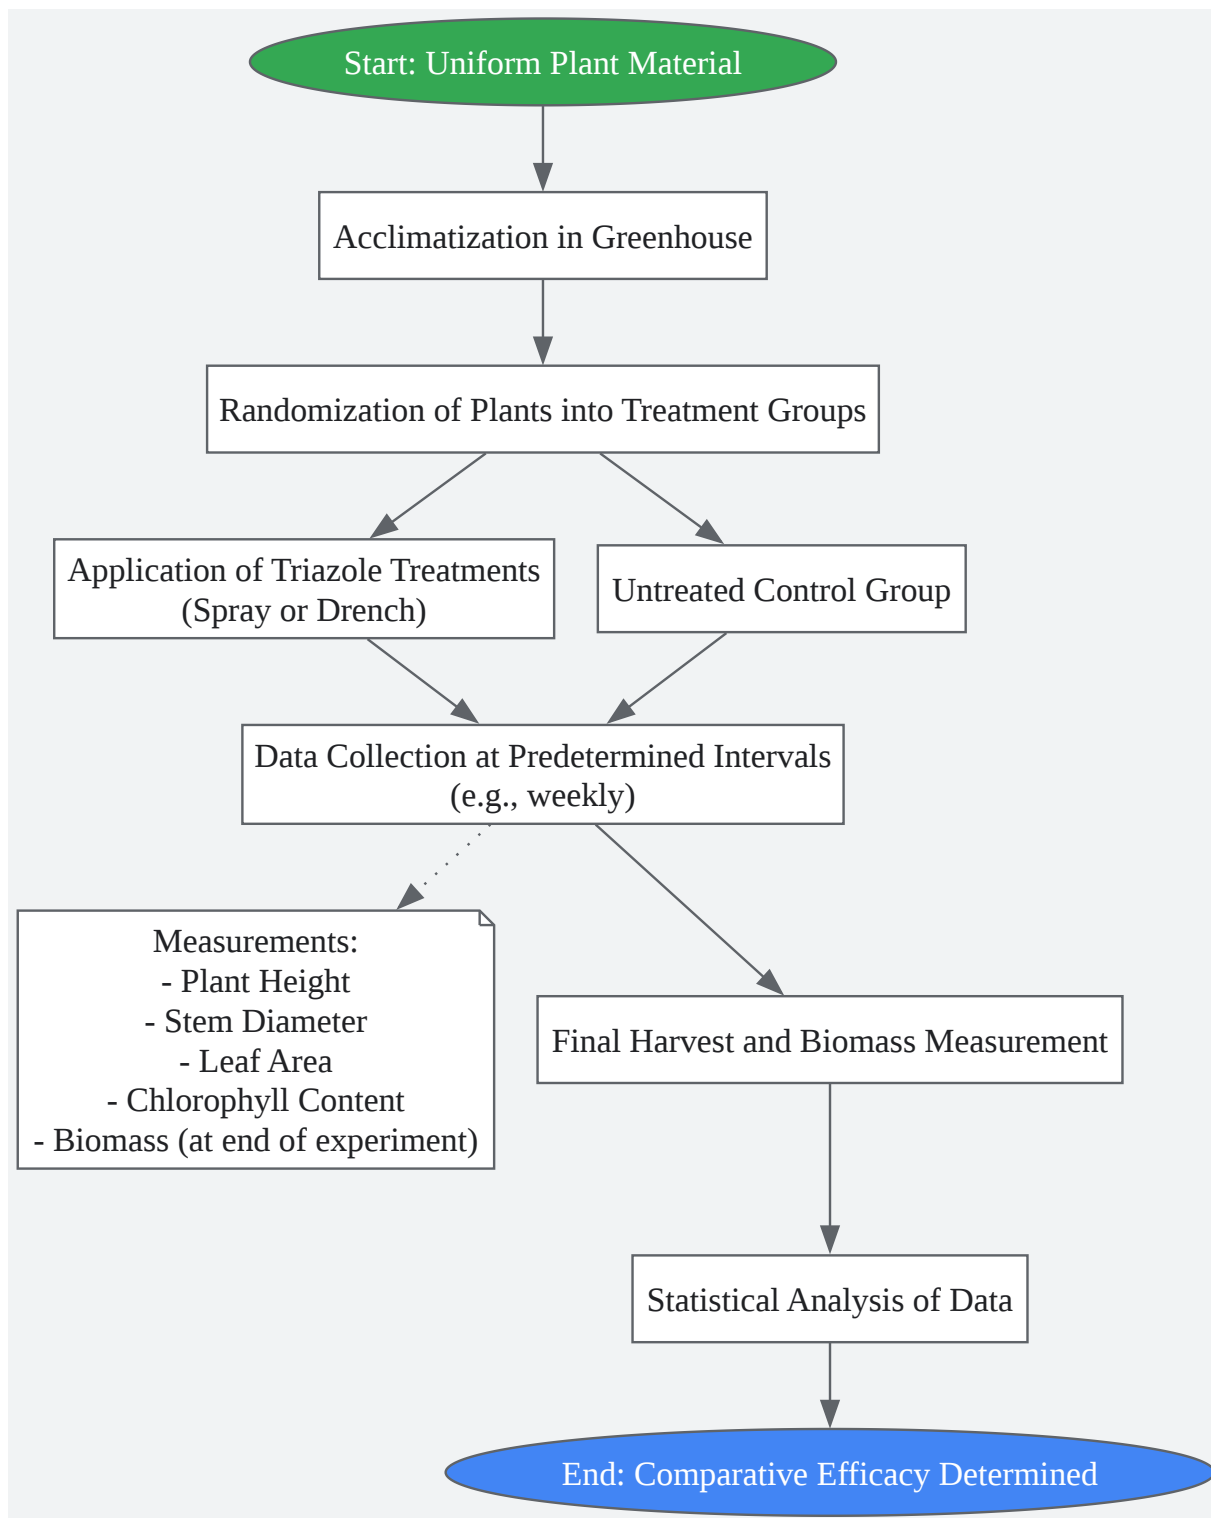 Start: Uniform Plant Material
Acclimatization in Greenhouse
Randomization of Plants into Treatment Groups
Application of Triazole Treatments
(Spray or Drench)
Untreated Control Group
Data Collection at Predetermined Intervals
(e.g., weekly)
Measurements:
- Plant Height
- Stem Diameter
- Leaf Area
- Chlorophyll Content
- Biomass (at end of experiment)
Final Harvest and Biomass Measurement
Statistical Analysis of Data
End: Comparative Efficacy Determined